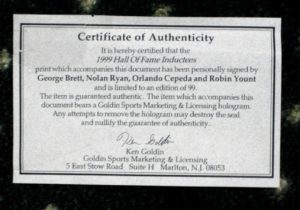 Certificate of Authenticity
It is hereby certified that the
1999 Hall Of Fame Inductees
print which accompanies this document has been personally signed by
George Brett, Nolan Ryan, Orlando Cepeda and Robin Yount
and is limited to an edition of 99.
The item is guaranteed authentic. The item which accompanies this
document bears a Goldin Sports Marketing & Licensing hologram.
Any attempts to remove the hologram may destroy the seal
and nullify the guarantee of authenticity.
Ken Goldin
Ken Goldin
Goldin Sports Marketing & Licensing
5 East Stow Road Suite H Marlton, N.J. 08053